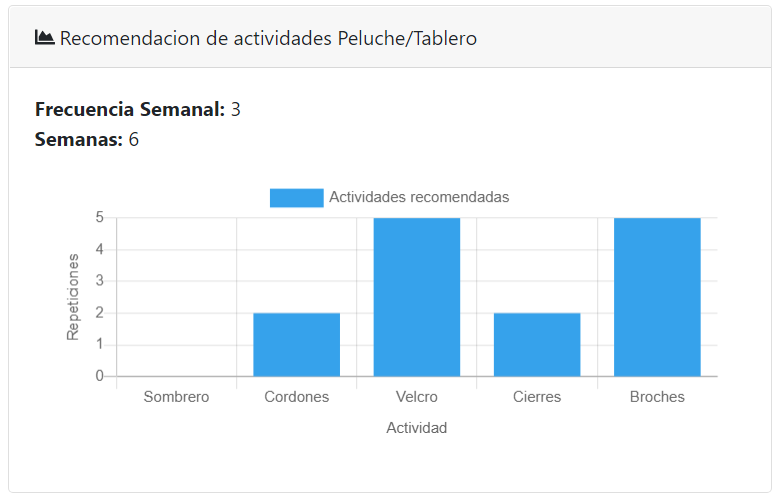 Recomendacion de actividades Peluche/Tablero
Frecuencia Semanal: 3
Semanas: 6
Actividades recomendadas
5
4
3
2
1
0
Repeticiones
Sombrero Cordones Velcro Cierres Broches
Actividad